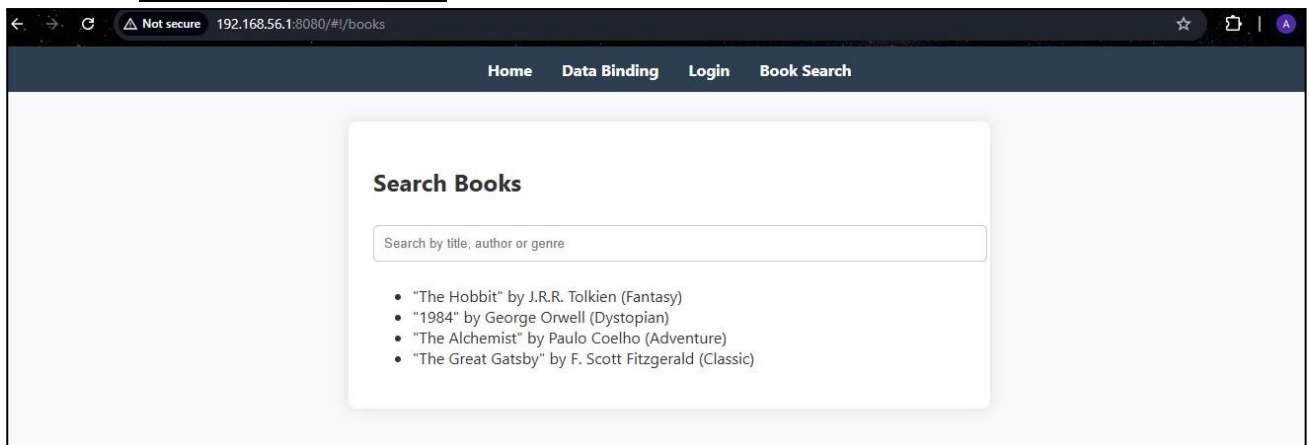 Not secure 192.168.56.1:8080/#!/books A
Home Data Binding Login Book Search
Search Books
Search by title, author or genre
• "The Hobbit" by J.R.R. Tolkien (Fantasy)
• "1984" by George Orwell (Dystopian)
• "The Alchemist" by Paulo Coelho (Adventure)
• "The Great Gatsby" by F. Scott Fitzgerald (Classic)